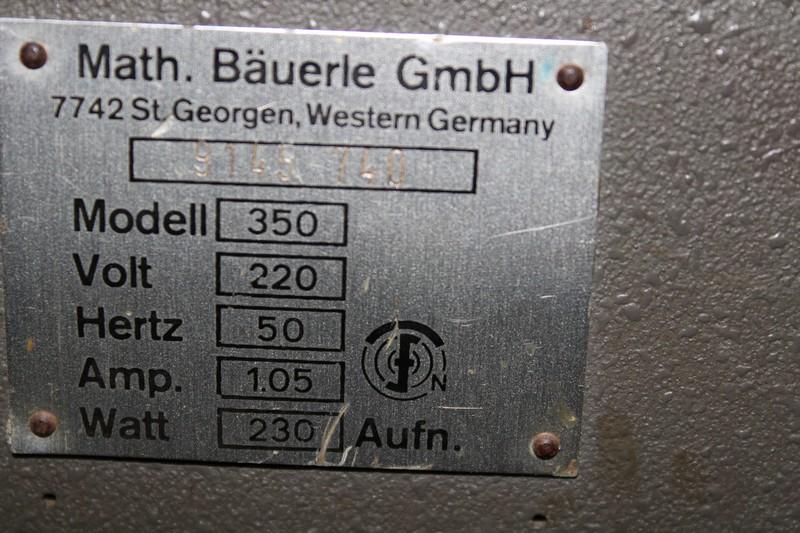 Math. Bäuerle GmbH
7742 St. Georgen, Western Germany
9145 740
Modell 350
Volt 220
Hertz 50
Amp. 1.05
N
Watt 230 Aufn.